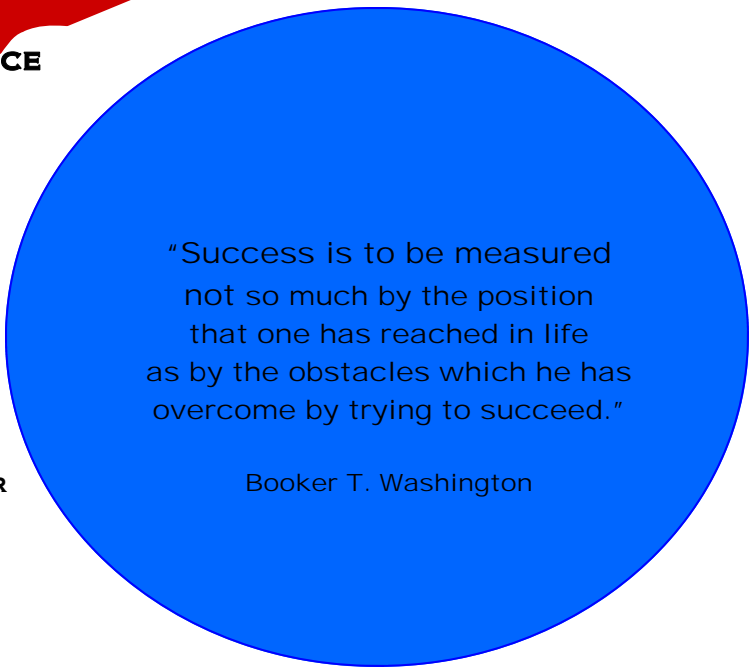 CE
“Success is to be measured
not so much by the position
that one has reached in life
as by the obstacles which he has
overcome by trying to succeed.”
R
Booker T. Washington